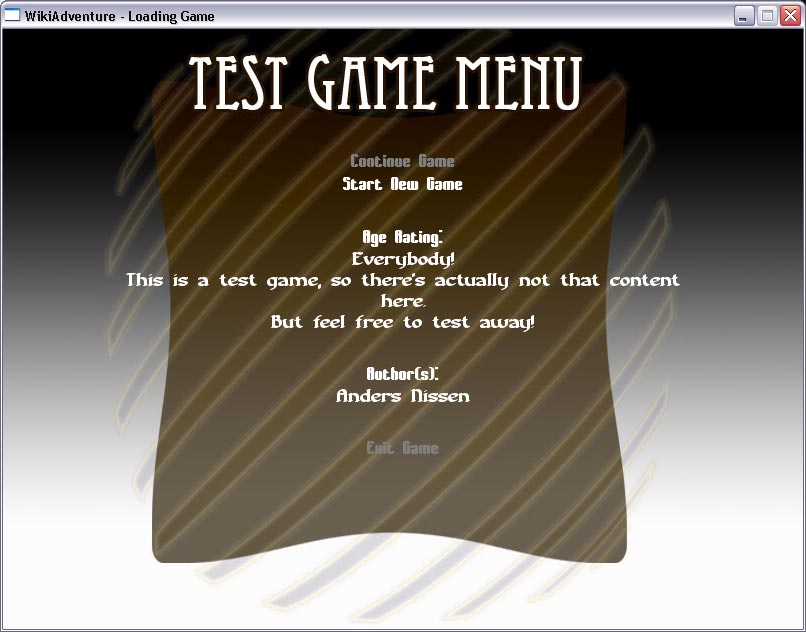 WikiAdventure - Loading Game
TEST GAME MENU
Continue Game
Start New Game
Age Rating:
Everybody!
This is a test game, so there's actually not that content
here.
But feel free to test away!
Author(s):
Anders Nissen
Exit Game